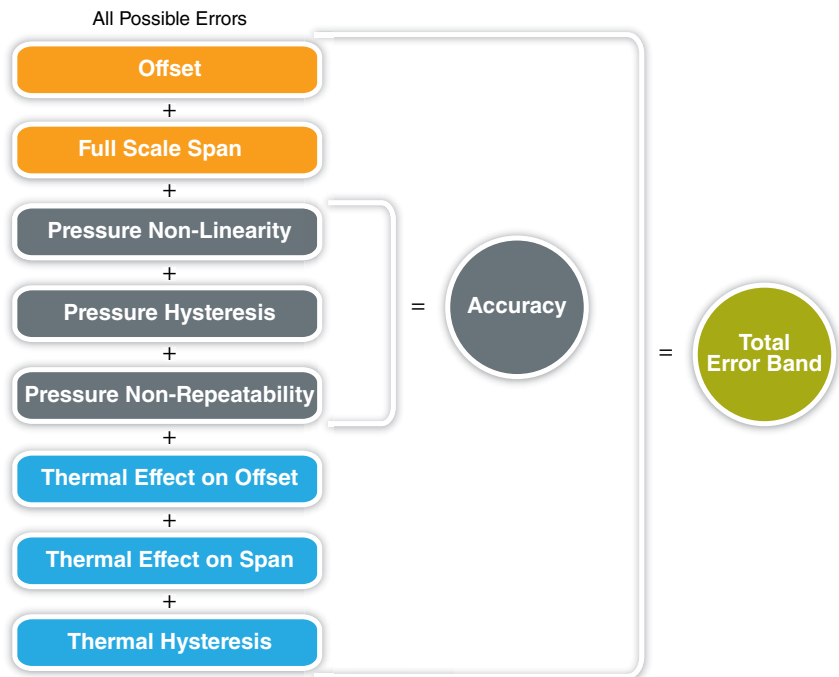 All Possible Errors
Offset
+
Full Scale Span
+
Pressure Non-Linearity
+
Pressure Hysteresis
+
Pressure Non-Repeatability
+
Thermal Effect on Offset
+
Thermal Effect on Span
+
Thermal Hysteresis
=
Accuracy
=
Total
Error Band